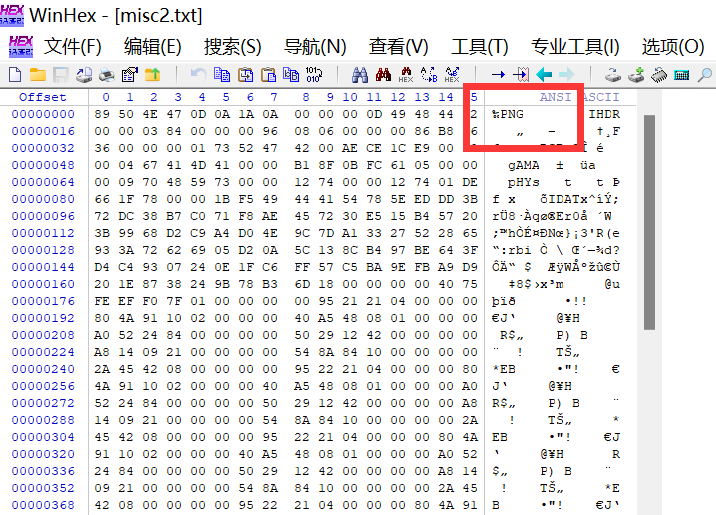 WinHex - [misc2.txt]
文件(F) 编辑(E) 搜索(S) 导航(N) 查看(V) 工具(T) 专业工具(I) 选项(O)
Offset 0 1 2 3 4 5 6 7 8 9 10 11 12 13 14 5 ANSI ASCII
00000000 89 50 4E 47 0D 0A 1A 0A 00 00 00 0D 49 48 44 2 ‰PNG IHDR
00000016 00 00 03 84 00 00 00 96 08 06 00 00 00 86 B8 6 „ – †¸F
00000032 36 00 00 00 01 73 52 47 42 00 AE CE 1C E9 00
00000048 00 04 67 41 4D 41 00 00 B1 8F 0B FC 61 05 00 00 gAMA ± üa
00000064 00 09 70 48 59 73 00 00 12 74 00 00 12 74 01 DE pHYs t t Þ
00000080 66 1F 78 00 00 1B F5 49 44 41 54 78 5E ED DD 3B f x õIDATx^íÝ;
00000096 72 DC 38 B7 C0 71 F8 AE 45 72 30 E5 15 B4 57 20 rÜ8·Àqø®Er0å ´W
00000112 3B 99 68 D2 C9 A4 D0 4E 9C 7D A1 33 27 52 28 65 ;™hÒÉ¤ÐNœ}¡3'R(e
00000128 93 3A 72 62 69 05 D2 0A 5C 13 8C B4 97 BE 64 3F “:rbi Ò \ Œ´—¾d?
00000144 D4 C4 93 07 24 0E 1F C6 FF 57 C5 BA 9E FB A9 D9 ÔÄ“ $ ÆÿWÅºžû©Ù
00000160 20 1E 87 38 24 9B 78 B3 6D 18 00 00 00 00 40 75 ‡8$›x³m @u
00000176 FE EF F0 7F 01 00 00 00 00 95 21 21 04 00 00 00 þïð •!!
00000192 80 4A 91 10 02 00 00 00 40 A5 48 08 01 00 00 00 €J‘ @¥H
00000208 A0 52 24 84 00 00 00 00 50 29 12 42 00 00 00 00 R$„ P) B
00000224 A8 14 09 21 00 00 00 00 54 8A 84 10 00 00 00 00 ¨ ! TŠ„
00000240 2A 45 42 08 00 00 00 00 95 22 21 04 00 00 00 80 *EB •"! €
00000256 4A 91 10 02 00 00 00 40 A5 48 08 01 00 00 00 A0 J‘ @¥H
00000272 52 24 84 00 00 00 00 50 29 12 42 00 00 00 00 A8 R$„ P) B ¨
00000288 14 09 21 00 00 00 00 54 8A 84 10 00 00 00 00 2A ! TŠ„ *
00000304 45 42 08 00 00 00 00 95 22 21 04 00 00 00 80 4A EB •"! €J
00000320 91 10 02 00 00 00 40 A5 48 08 01 00 00 00 A0 52 ‘ @¥H R
00000336 24 84 00 00 00 00 50 29 12 42 00 00 00 00 A8 14 $„ P) B ¨
00000352 09 21 00 00 00 00 54 8A 84 10 00 00 00 00 2A 45 ! TŠ„ *E
00000368 42 08 00 00 00 00 95 22 21 04 00 00 00 80 4A 91 B •"! €J‘